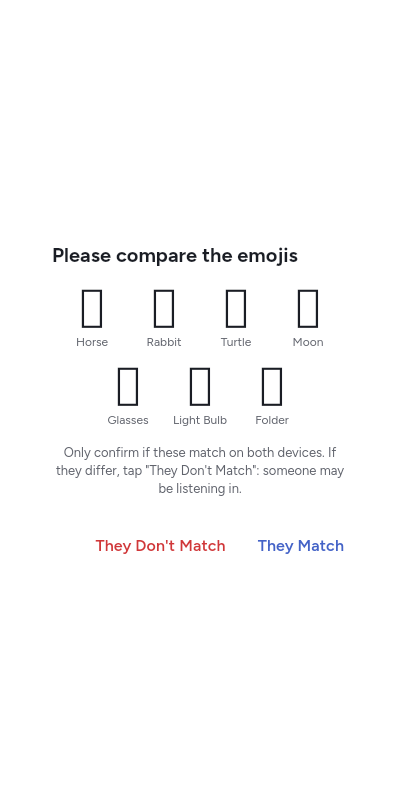 Please compare the emojis
Horse Rabbit Turtle Moon
Glasses Light Bulb Folder
Only confirm if these match on both devices. If
they differ, tap "They Don't Match": someone may
be listening in.
They Don't Match They Match